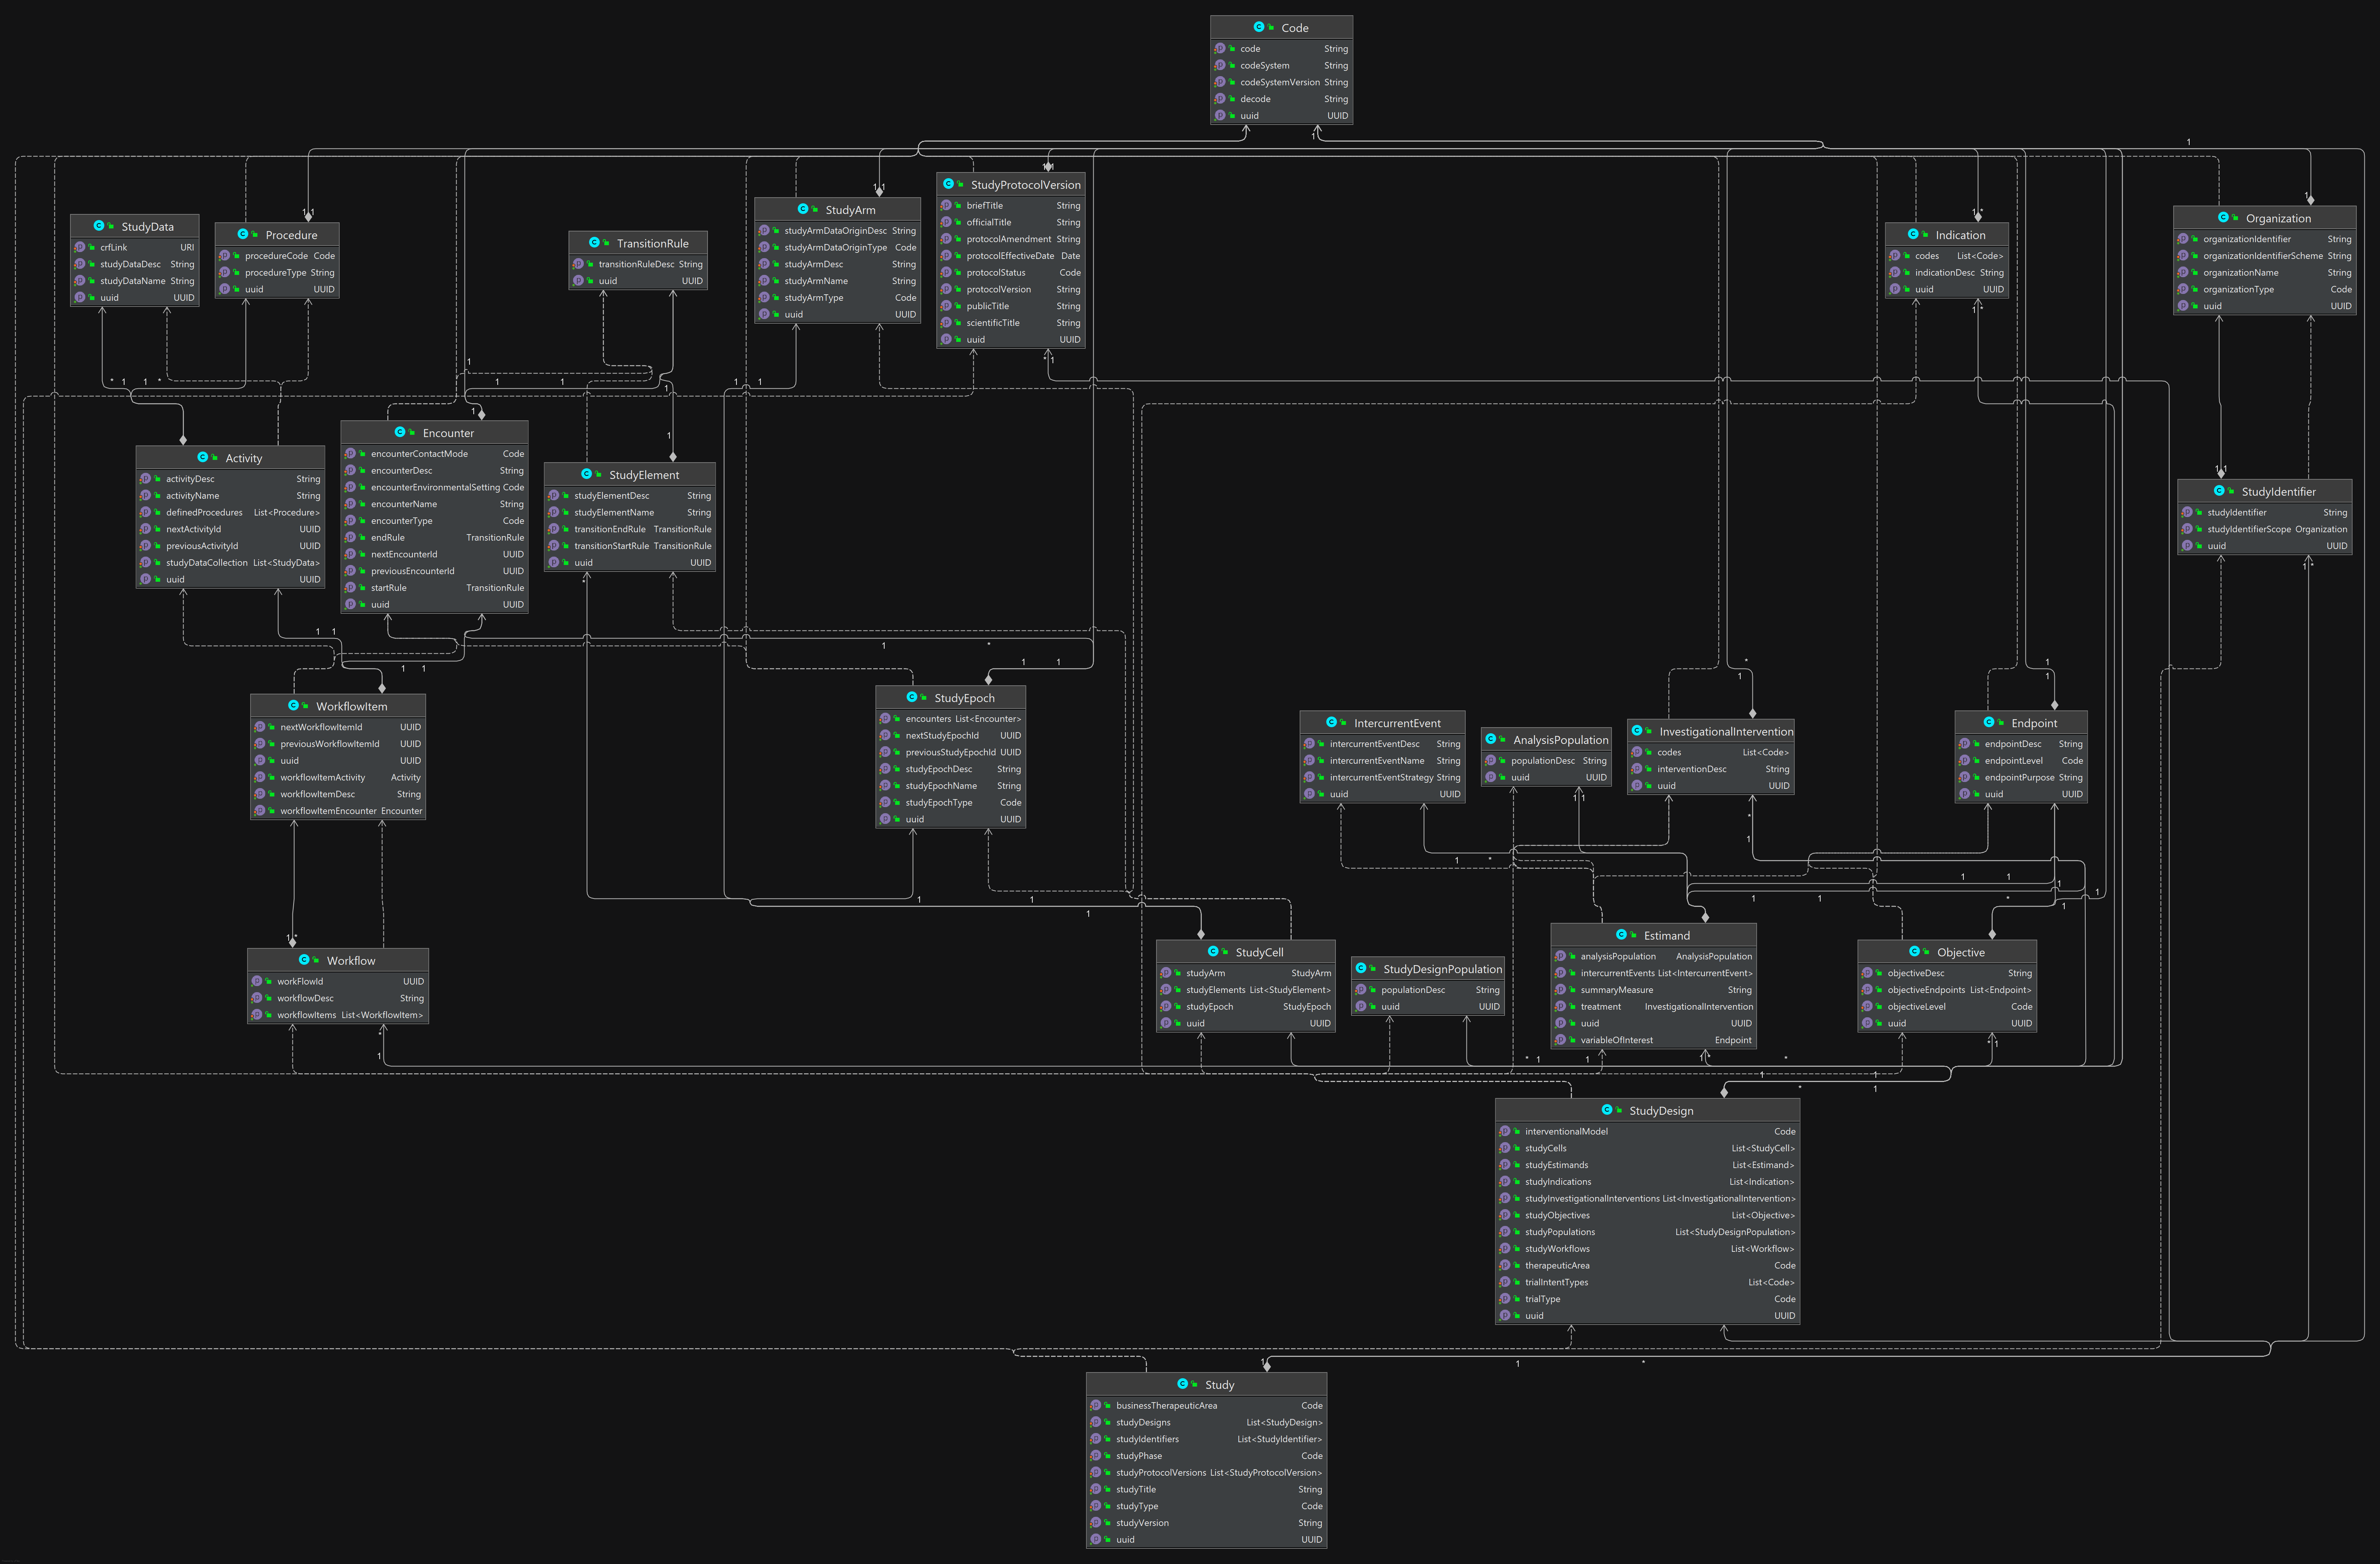 Code
code String
codeSystem String
codeSystemVersion String
decode String
uuid UUID
StudyData
crfLink URI
studyDataDesc String
studyDataName String
uuid UUID
Procedure
procedureCode Code
procedureType String
uuid UUID
TransitionRule
transitionRuleDesc String
uuid UUID
StudyArm
studyArmDataOriginDesc String
studyArmDataOriginType Code
studyArmDesc String
studyArmName String
studyArmType Code
uuid UUID
StudyProtocolVersion
briefTitle String
officialTitle String
protocolAmendment String
protocolEffectiveDate Date
protocolStatus Code
protocolVersion String
publicTitle String
scientificTitle String
uuid UUID
Indication
codes List<Code>
indicationDesc String
uuid UUID
Organization
organizationIdentifier String
organizationIdentifierScheme String
organizationName String
organizationType Code
uuid UUID
Activity
activityDesc String
activityName String
definedProcedures List<Procedure>
nextActivityId UUID
previousActivityId UUID
studyDataCollection List<StudyData>
uuid UUID
Encounter
encounterContactMode Code
encounterDesc String
encounterEnvironmentalSetting Code
encounterName String
encounterType Code
endRule TransitionRule
nextEncounterId UUID
previousEncounterId UUID
startRule TransitionRule
uuid UUID
StudyElement
studyElementDesc String
studyElementName String
transitionEndRule TransitionRule
transitionStartRule TransitionRule
uuid UUID
StudyIdentifier
studyIdentifier String
studyIdentifierScope Organization
uuid UUID
WorkflowItem
nextWorkflowItemId UUID
previousWorkflowItemId UUID
uuid UUID
workflowItemActivity Activity
workflowItemDesc String
workflowItemEncounter Encounter
StudyEpoch
encounters List<Encounter>
nextStudyEpochId UUID
previousStudyEpochId UUID
studyEpochDesc String
studyEpochName String
studyEpochType Code
uuid UUID
IntercurrentEvent
intercurrentEventDesc String
intercurrentEventName String
intercurrentEventStrategy String
uuid UUID
AnalysisPopulation
populationDesc String
uuid UUID
InvestigationalIntervention
codes List<Code>
interventionDesc String
uuid UUID
Endpoint
endpointDesc String
endpointLevel Code
endpointPurpose String
uuid UUID
Workflow
workFlowId UUID
workflowDesc String
workflowItems List<WorkflowItem>
StudyCell
studyArm StudyArm
studyElements List<StudyElement>
studyEpoch StudyEpoch
uuid UUID
StudyDesignPopulation
populationDesc String
uuid UUID
Estimand
analysisPopulation AnalysisPopulation
intercurrentEvents List<IntercurrentEvent>
summaryMeasure String
treatment InvestigationalIntervention
uuid UUID
variableOfInterest Endpoint
Objective
objectiveDesc String
objectiveEndpoints List<Endpoint>
objectiveLevel Code
uuid UUID
StudyDesign
interventionalModel Code
studyCells List<StudyCell>
studyEstimands List<Estimand>
studyIndications List<Indication>
studyInvestigationalInterventions List<InvestigationalIntervention>
studyObjectives List<Objective>
studyPopulations List<StudyDesignPopulation>
studyWorkflows List<Workflow>
therapeuticArea Code
trialIntentTypes List<Code>
trialType Code
uuid UUID
Study
businessTherapeuticArea Code
studyDesigns List<StudyDesign>
studyIdentifiers List<StudyIdentifier>
studyPhase Code
studyProtocolVersions List<StudyProtocolVersion>
studyTitle String
studyType Code
studyVersion String
uuid UUID